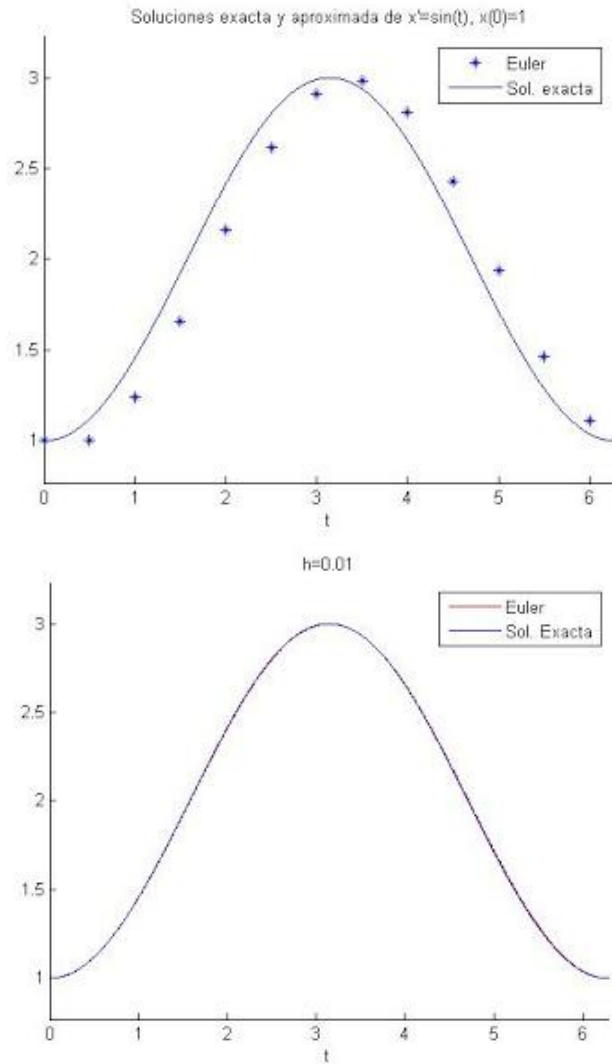 Soluciones exacta y aproximada de x'=sin(t), x(0)=1
Euler
Sol. exacta
3
2.5
2
1.5
1
0 1 2 3 4 5 6
t
h=0.01
Euler
Sol. Exacta
3
2.5
2
1.5
1
0 1 2 3 4 5 6
t